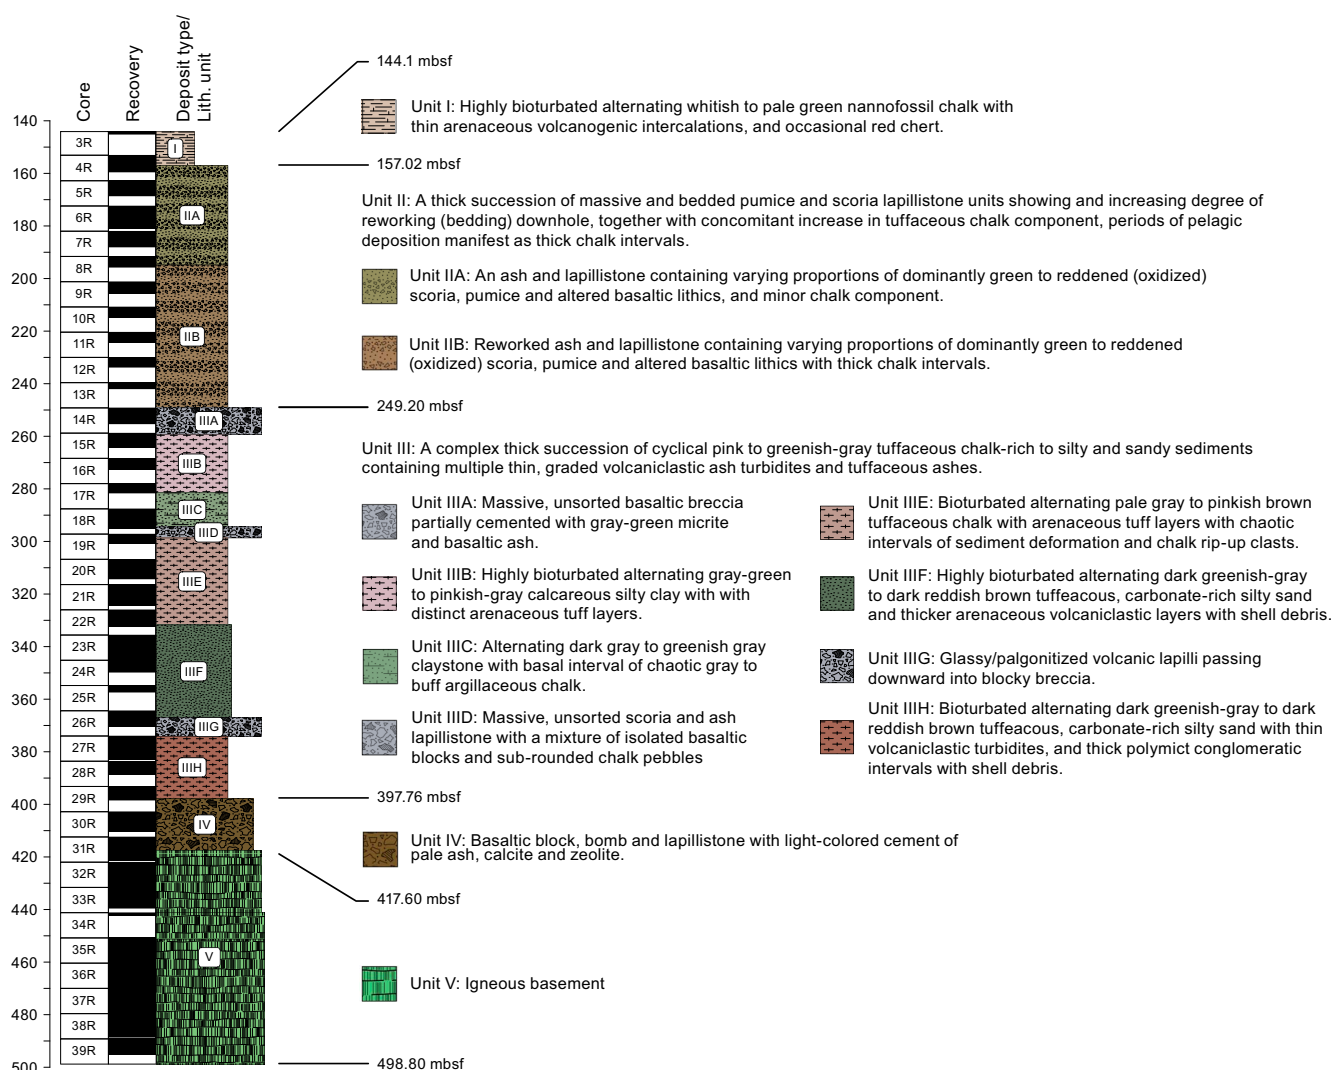 Core
Recovery
Deposit type/
Lith. unit
140
160
180
200
220
240
260
280
300
320
340
360
380
400
420
440
460
480
500
3R
4R
5R
6R
7R
8R
9R
10R
11R
12R
13R
14R
15R
16R
17R
18R
19R
20R
21R
22R
23R
24R
25R
26R
27R
28R
29R
30R
31R
32R
33R
34R
35R
36R
37R
38R
39R
I
IIA
IIB
IIIA
IIIB
IIIC
IIID
IIIE
IIIF
IIIG
IIIH
IV
V
144.1 mbsf
Unit I: Highly bioturbated alternating whitish to pale green nannofossil chalk with
thin arenaceous volcanogenic intercalations, and occasional red chert.
157.02 mbsf
Unit II: A thick succession of massive and bedded pumice and scoria lapillistone units showing and increasing degree of
reworking (bedding) downhole, together with concomitant increase in tuffaceous chalk component, periods of pelagic
deposition manifest as thick chalk intervals.
Unit IIA: An ash and lapillistone containing varying proportions of dominantly green to reddened (oxidized)
scoria, pumice and altered basaltic lithics, and minor chalk component.
Unit IIB: Reworked ash and lapillistone containing varying proportions of dominantly green to reddened
(oxidized) scoria, pumice and altered basaltic lithics with thick chalk intervals.
249.20 mbsf
Unit III: A complex thick succession of cyclical pink to greenish-gray tuffaceous chalk-rich to silty and sandy sediments
containing multiple thin, graded volcaniclastic ash turbidites and tuffaceous ashes.
Unit IIIA: Massive, unsorted basaltic breccia
partially cemented with gray-green micrite
and basaltic ash.
Unit IIIB: Highly bioturbated alternating gray-green
to pinkish-gray calcareous silty clay with with
distinct arenaceous tuff layers.
Unit IIIC: Alternating dark gray to greenish gray
claystone with basal interval of chaotic gray to
buff argillaceous chalk.
Unit IIID: Massive, unsorted scoria and ash
lapillistone with a mixture of isolated basaltic
blocks and sub-rounded chalk pebbles
Unit IIIE: Bioturbated alternating pale gray to pinkish brown
tuffaceous chalk with arenaceous tuff layers with chaotic
intervals of sediment deformation and chalk rip-up clasts.
Unit IIIF: Highly bioturbated alternating dark greenish-gray
to dark reddish brown tuffeacous, carbonate-rich silty sand
and thicker arenaceous volcaniclastic layers with shell debris.
Unit IIIG: Glassy/palgonitized volcanic lapilli passing
downward into blocky breccia.
Unit IIIH: Bioturbated alternating dark greenish-gray to dark
reddish brown tuffeacous, carbonate-rich silty sand with thin
volcaniclastic turbidites, and thick polymict conglomeratic
intervals with shell debris.
397.76 mbsf
Unit IV: Basaltic block, bomb and lapillistone with light-colored cement of
pale ash, calcite and zeolite.
417.60 mbsf
Unit V: Igneous basement
498.80 mbsf